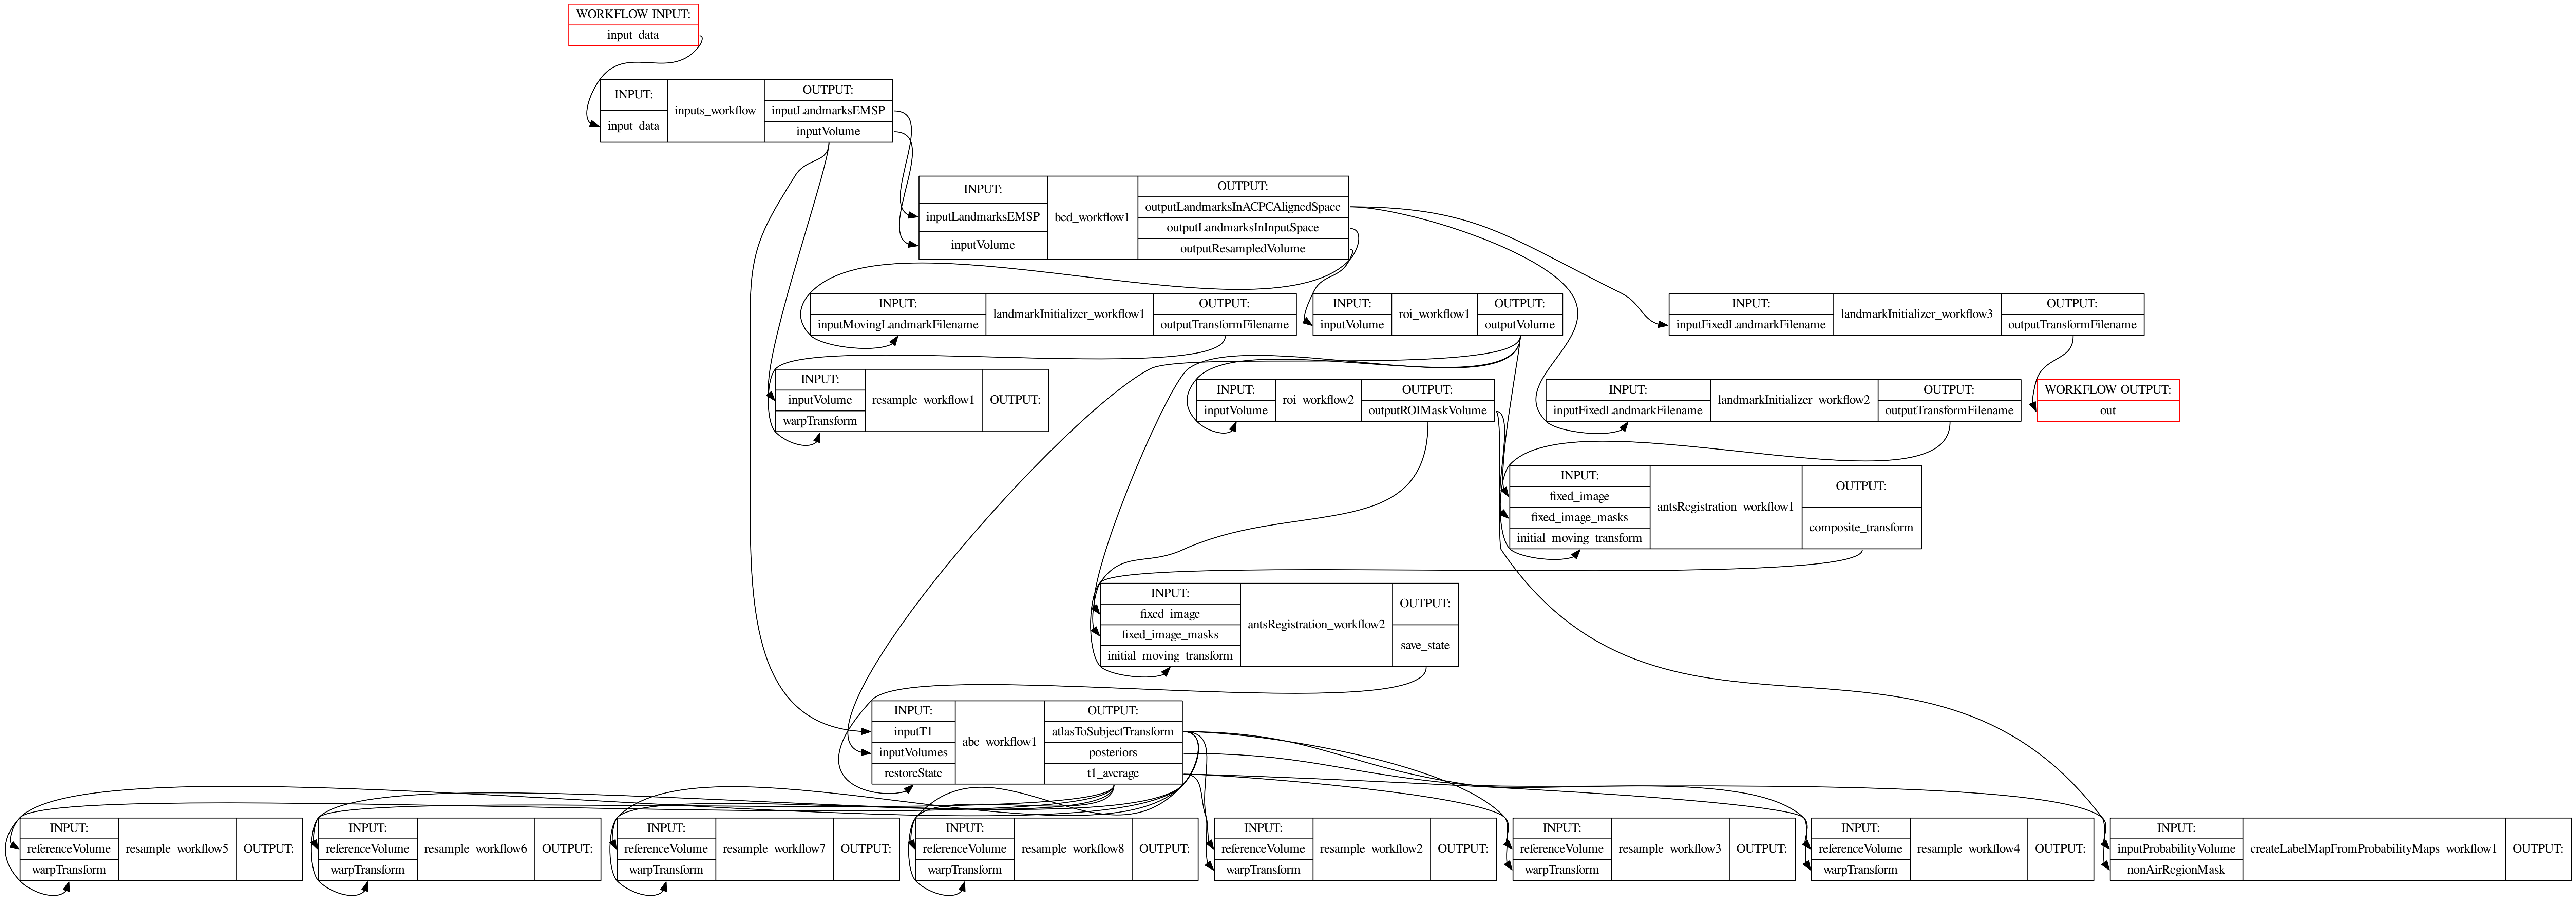 WORKFLOW INPUT:
input_data
INPUT:
input_data
inputs_workflow
OUTPUT:
inputLandmarksEMSP
inputVolume
INPUT:
inputLandmarksEMSP
inputVolume
bcd_workflow1
OUTPUT:
outputLandmarksInACPCAlignedSpace
outputLandmarksInInputSpace
outputResampledVolume
INPUT:
inputMovingLandmarkFilename
landmarkInitializer_workflow1
OUTPUT:
outputTransformFilename
INPUT:
inputVolume
roi_workflow1
OUTPUT:
outputVolume
INPUT:
inputFixedLandmarkFilename
landmarkInitializer_workflow3
OUTPUT:
outputTransformFilename
INPUT:
inputVolume
warpTransform
resample_workflow1
OUTPUT:
INPUT:
inputVolume
roi_workflow2
OUTPUT:
outputROIMaskVolume
INPUT:
inputFixedLandmarkFilename
landmarkInitializer_workflow2
OUTPUT:
outputTransformFilename
WORKFLOW OUTPUT:
out
INPUT:
fixed_image
fixed_image_masks
initial_moving_transform
antsRegistration_workflow1
OUTPUT:
composite_transform
INPUT:
fixed_image
fixed_image_masks
initial_moving_transform
antsRegistration_workflow2
OUTPUT:
save_state
INPUT:
inputT1
inputVolumes
restoreState
abc_workflow1
OUTPUT:
atlasToSubjectTransform
posteriors
t1_average
INPUT:
referenceVolume
warpTransform
resample_workflow5
OUTPUT:
INPUT:
referenceVolume
warpTransform
resample_workflow6
OUTPUT:
INPUT:
referenceVolume
warpTransform
resample_workflow7
OUTPUT:
INPUT:
referenceVolume
warpTransform
resample_workflow8
OUTPUT:
INPUT:
referenceVolume
warpTransform
resample_workflow2
OUTPUT:
INPUT:
referenceVolume
warpTransform
resample_workflow3
OUTPUT:
INPUT:
referenceVolume
warpTransform
resample_workflow4
OUTPUT:
INPUT:
inputProbabilityVolume
nonAirRegionMask
createLabelMapFromProbabilityMaps_workflow1
OUTPUT: